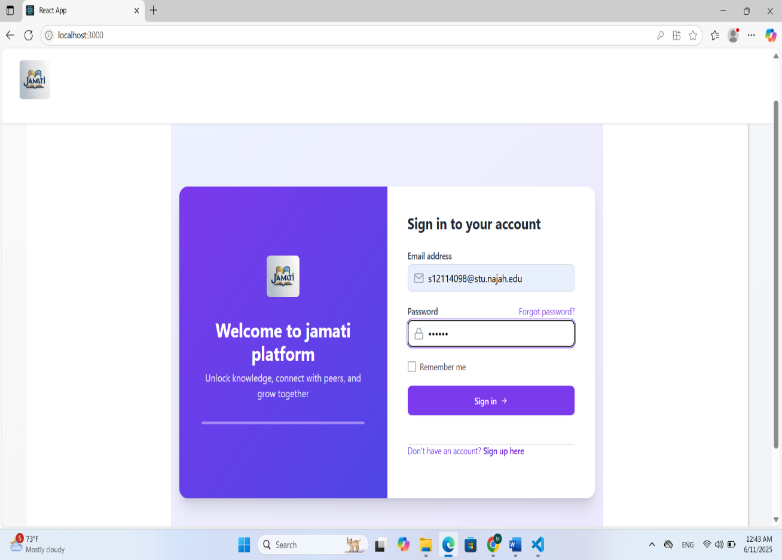 React App
localhost:3000
JAMATI
JAMATI
Welcome to jamati
platform
Unlock knowledge, connect with peers, and
grow together
Sign in to your account
Email address
s12114098@stu.najah.edu
Password
Forgot password?
Remember me
Sign in →
Don't have an account? Sign up here
5
73°F
Mostly cloudy
Search
ENG
12:43 AM
6/11/2025